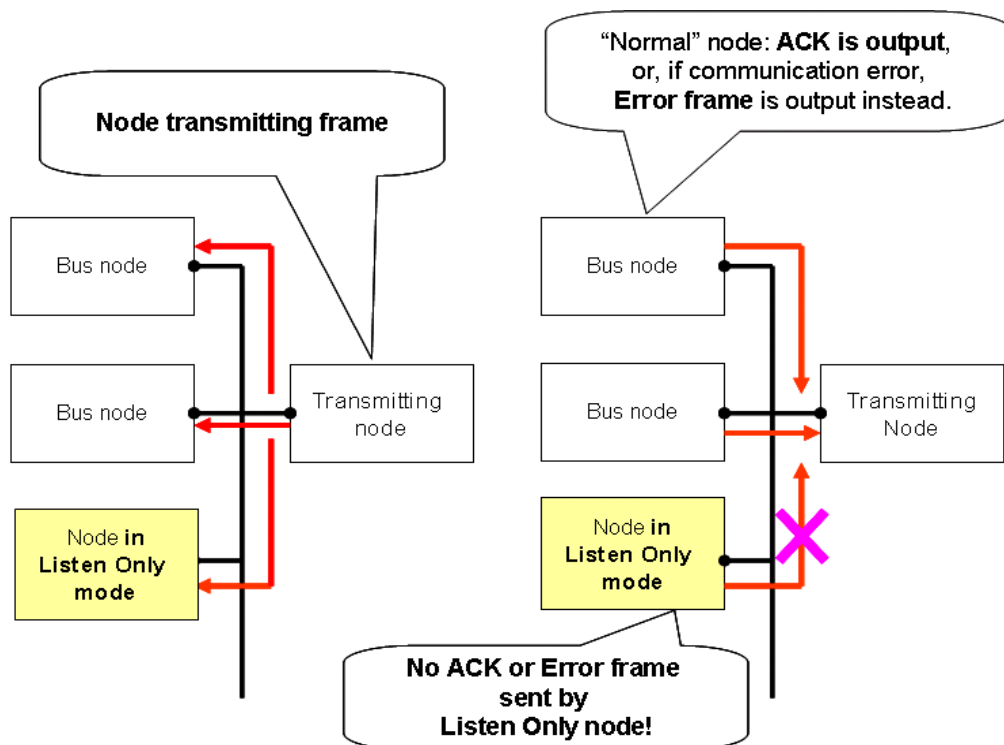 Node transmitting frame
Bus node
Bus node
Transmitting
node
Node in
Listen Only
mode
“Normal” node: ACK is output,
or, if communication error,
Error frame is output instead.
Bus node
Bus node
Transmitting
Node
Node in
Listen Only
mode
No ACK or Error frame
sent by
Listen Only node!